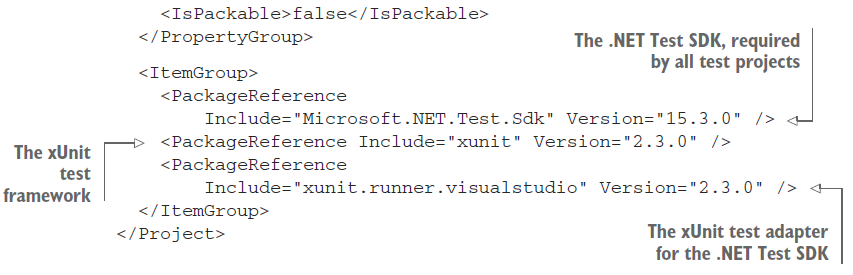 <IsPackable>false</IsPackable>
</PropertyGroup>
The .NET Test SDK, required
by all test projects
<ItemGroup>
<PackageReference
Include="Microsoft.NET.Test.Sdk" Version="15.3.0" />
<PackageReference Include="xunit" Version="2.3.0" />
The xUnit
test
framework
<PackageReference
Include="xunit.runner.visualstudio" Version="2.3.0" />
</ItemGroup>
</Project>
The xUnit test adapter
for the .NET Test SDK